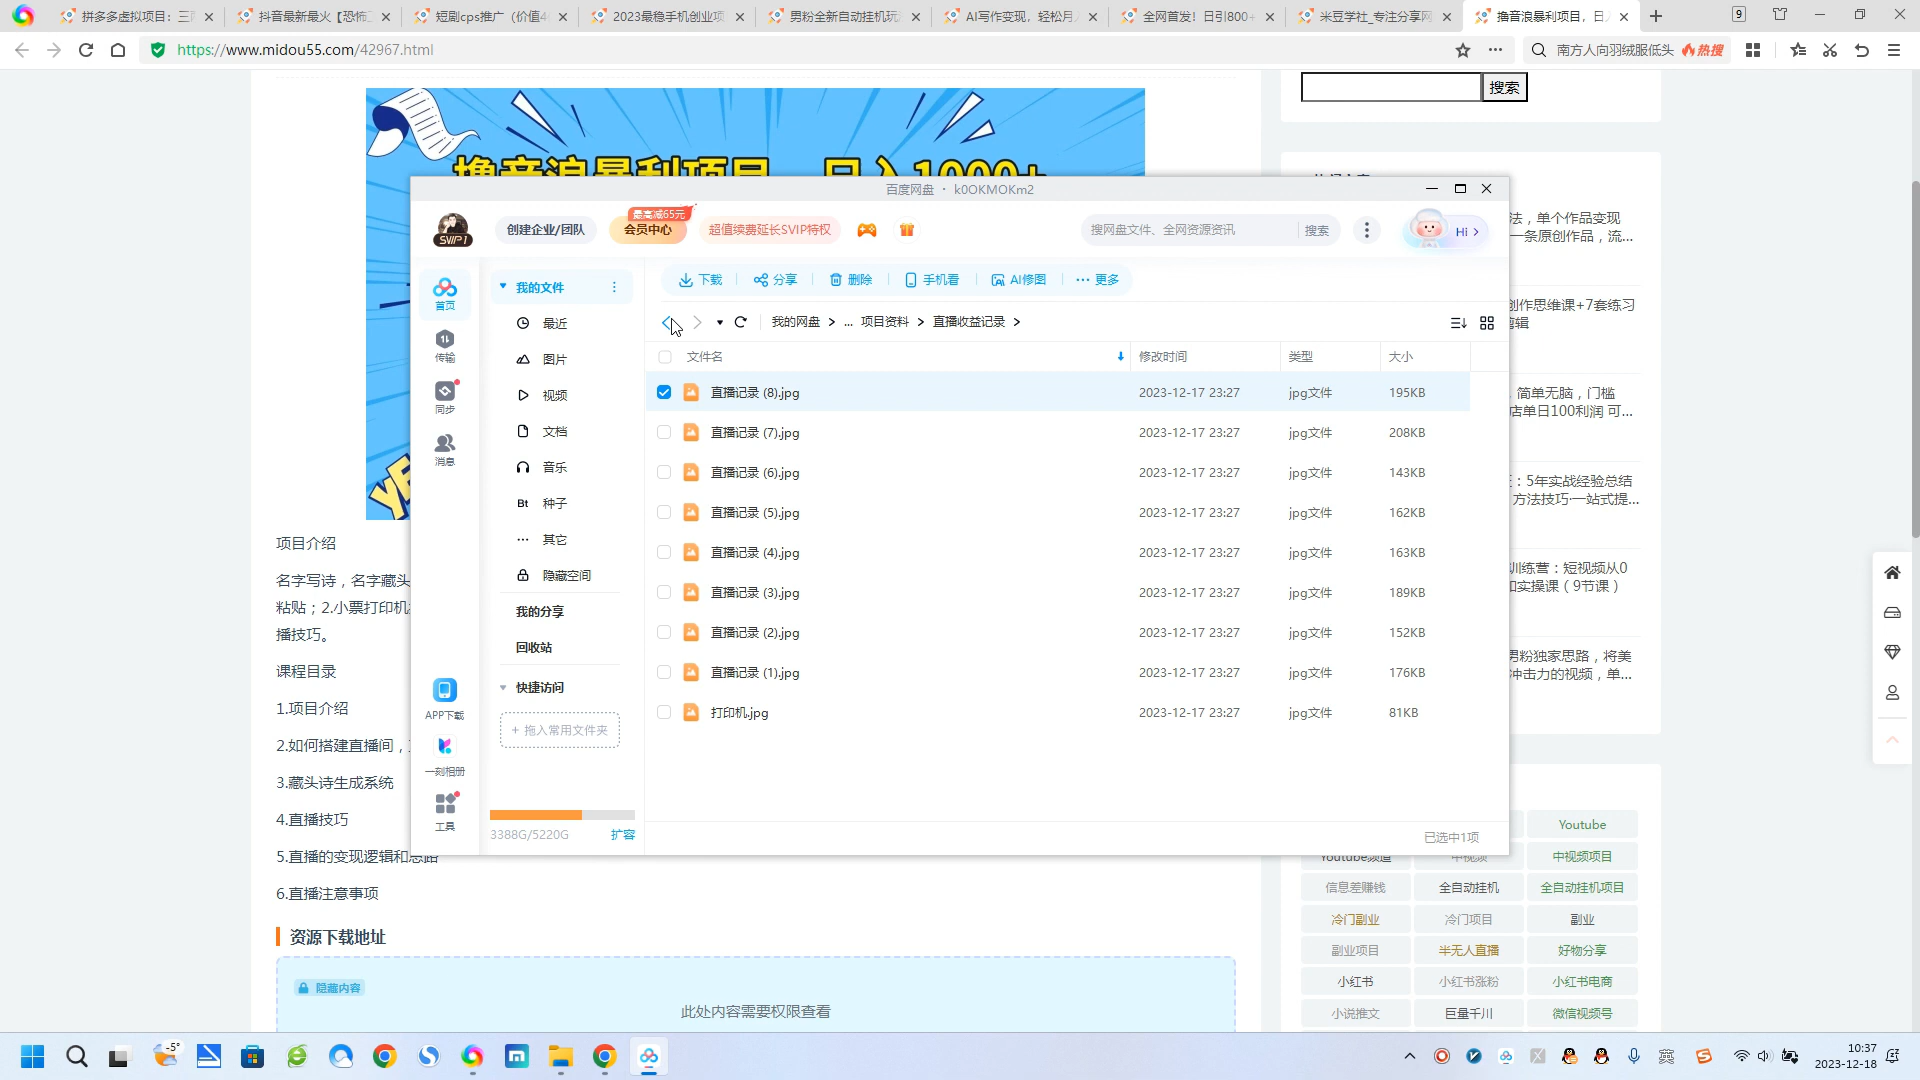 拼多多虚拟项目：三
抖音最新最火【恐怖
短剧cps推广（价值4
2023最稳手机创业项
男粉全新自动挂机玩
AI写作变现，轻松月
全网首发！日引800+
米豆学社_专注分享网
撸音浪暴利项目，日
9
https://www.midou55.com/42967.html
南方人向羽绒服低头
热搜
搜索
撸音浪暴利项目 日入1000+
百度网盘 · k0OKMOKm2
SVIP1
创建企业/团队
最高减65元
会员中心
超值续费延长SVIP特权
搜网盘文件、全网资源资讯
搜索
Hi >
首页
传输
同步
消息
APP下载
一刻相册
工具
我的文件
最近
图片
视频
文档
音乐
Bt 种子
其它
隐藏空间
我的分享
回收站
快捷访问
+ 拖入常用文件夹
3388G/5220G 扩容
下载
分享
删除
手机看
AI修图
更多
我的网盘 > ... 项目资料 > 直播收益记录 >
文件名 修改时间 类型 大小
直播记录 (8).jpg 2023-12-17 23:27 jpg文件 195KB
直播记录 (7).jpg 2023-12-17 23:27 jpg文件 208KB
直播记录 (6).jpg 2023-12-17 23:27 jpg文件 143KB
直播记录 (5).jpg 2023-12-17 23:27 jpg文件 162KB
直播记录 (4).jpg 2023-12-17 23:27 jpg文件 163KB
直播记录 (3).jpg 2023-12-17 23:27 jpg文件 189KB
直播记录 (2).jpg 2023-12-17 23:27 jpg文件 152KB
直播记录 (1).jpg 2023-12-17 23:27 jpg文件 176KB
打印机.jpg 2023-12-17 23:27 jpg文件 81KB
已选中1项
项目介绍
名字写诗，名字藏头
粘贴；2.小票打印机
播技巧。
课程目录
1.项目介绍
2.如何搭建直播间，
3.藏头诗生成系统
4.直播技巧
5.直播的变现逻辑和思路
6.直播注意事项
资源下载地址
隐藏内容
此处内容需要权限查看
法，单个作品变现
一条原创作品，流...
创作思维课+7套练习
剪辑
简单无脑，门槛
店单日100利润 可...
：5年实战经验总结
方法技巧·一站式提...
训练营：短视频从0
实操课（9节课）
男粉独家思路，将美
冲击力的视频，单...
Youtube
Youtube频道 中视频 中视频项目
信息差赚钱 全自动挂机 全自动挂机项目
冷门副业 冷门项目 副业
副业项目 半无人直播 好物分享
小红书 小红书涨粉 小红书电商
小说推文 巨量千川 微信视频号
-5°
英
10:37
2023-12-18